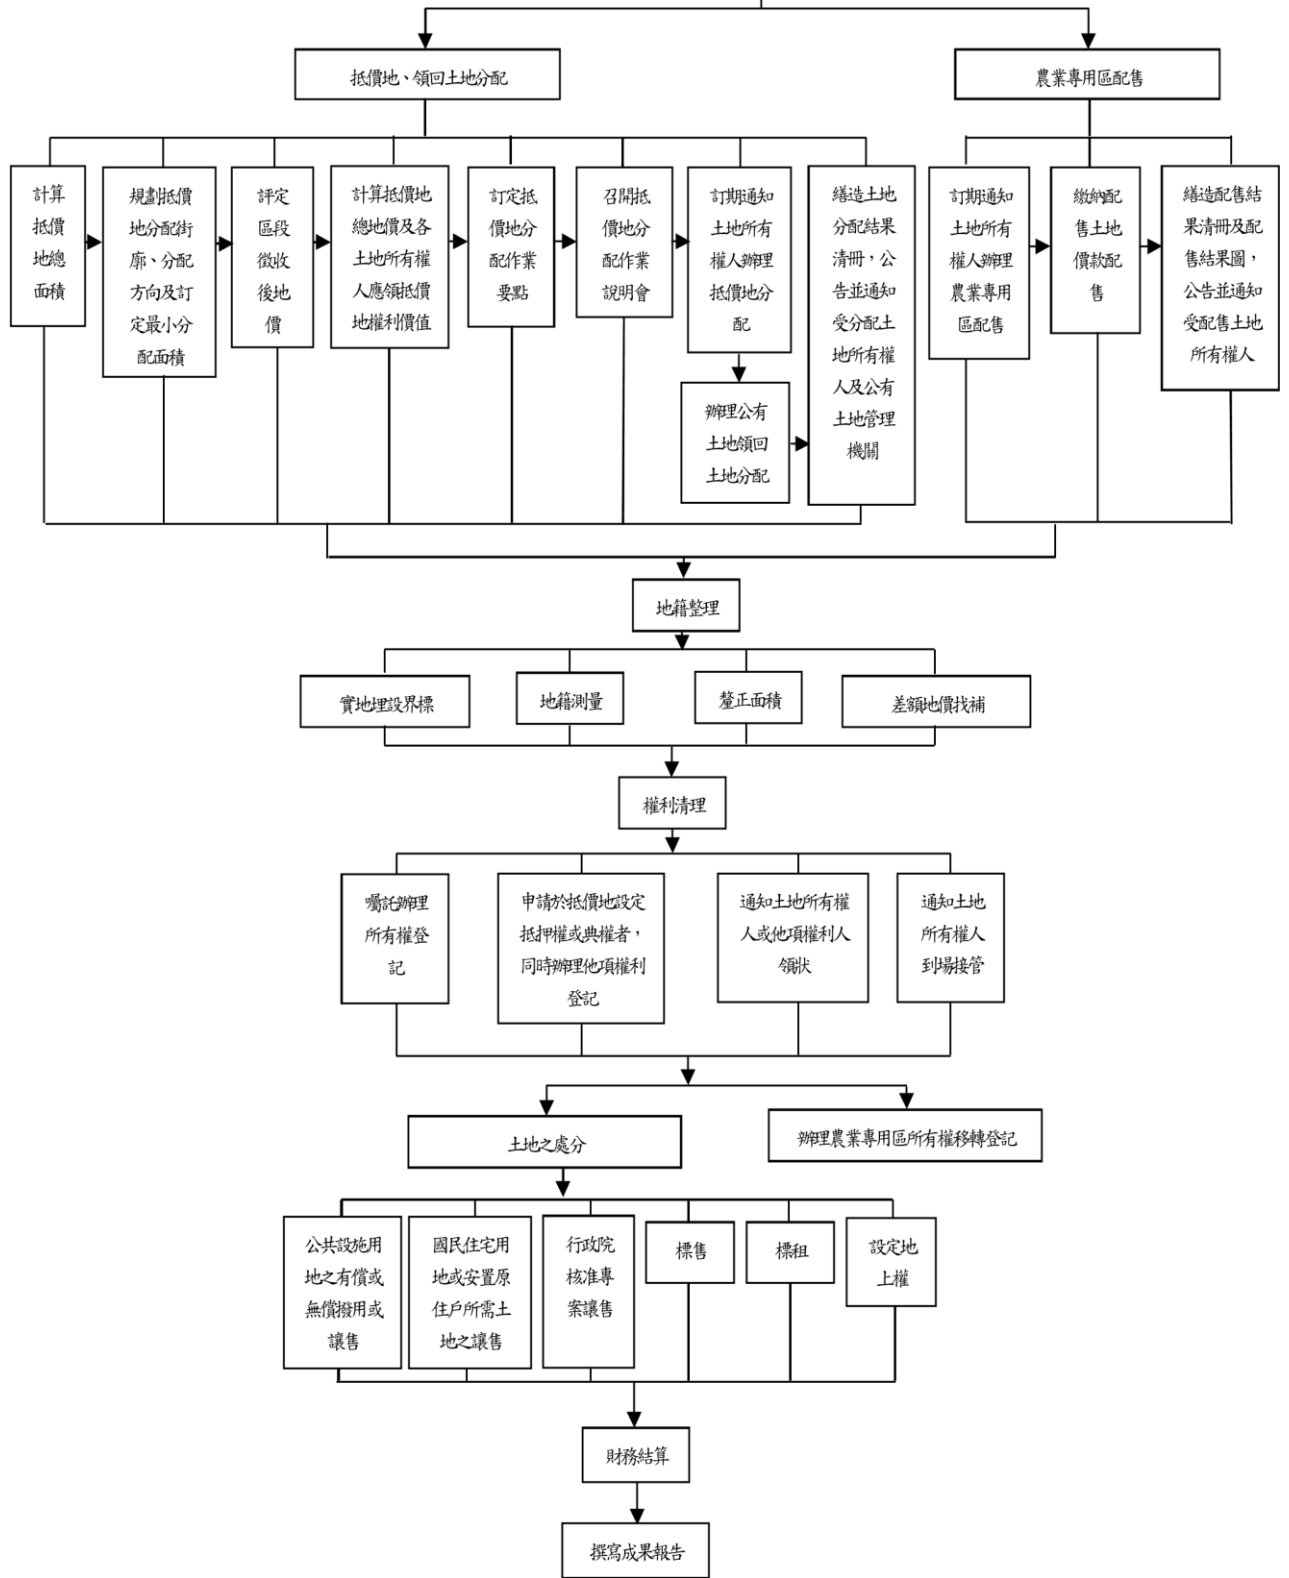 抵價地、領回土地分配
農業專用區配售
計算
抵價
地總
面積
規劃抵價
地分配街
廓、分配
方向及訂
定最小分
配面積
評定
區段
徵收
後地
價
計算抵價地
總地價及各
土地所有權
人應領抵價
地權利價值
訂定抵
價地分
配作業
要點
召開抵
價地分
配作業
說明會
訂期通知
土地所有
權人辦理
抵價地分
配
辦理公有
土地領回
土地分配
繕造土地
分配結果
清冊，公
告並通知
受分配土
地所有權
人及公有
土地管理
機關
訂期通知
土地所有
權人辦理
農業專用
區配售
繳納配
售土地
價款配
售
繕造配售結
果清冊及配
售結果圖，
公告並通知
受配售土地
所有權人
地籍整理
實地埋設界標
地籍測量
釐正面積
差額地價找補
權利清理
囑託辦理
所有權登
記
申請於抵價地設定
抵押權或典權者，
同時辦理他項權利
登記
通知土地所有權
人或他項權利人
領狀
通知土地
所有權人
到場接管
土地之處分
辦理農業專用區所有權移轉登記
公共設施用
地之有償或
無償撥用或
讓售
國民住宅用
地或安置原
住戶所需土
地之讓售
行政院
核准專
案讓售
標售
標租
設定地
上權
財務結算
撰寫成果報告